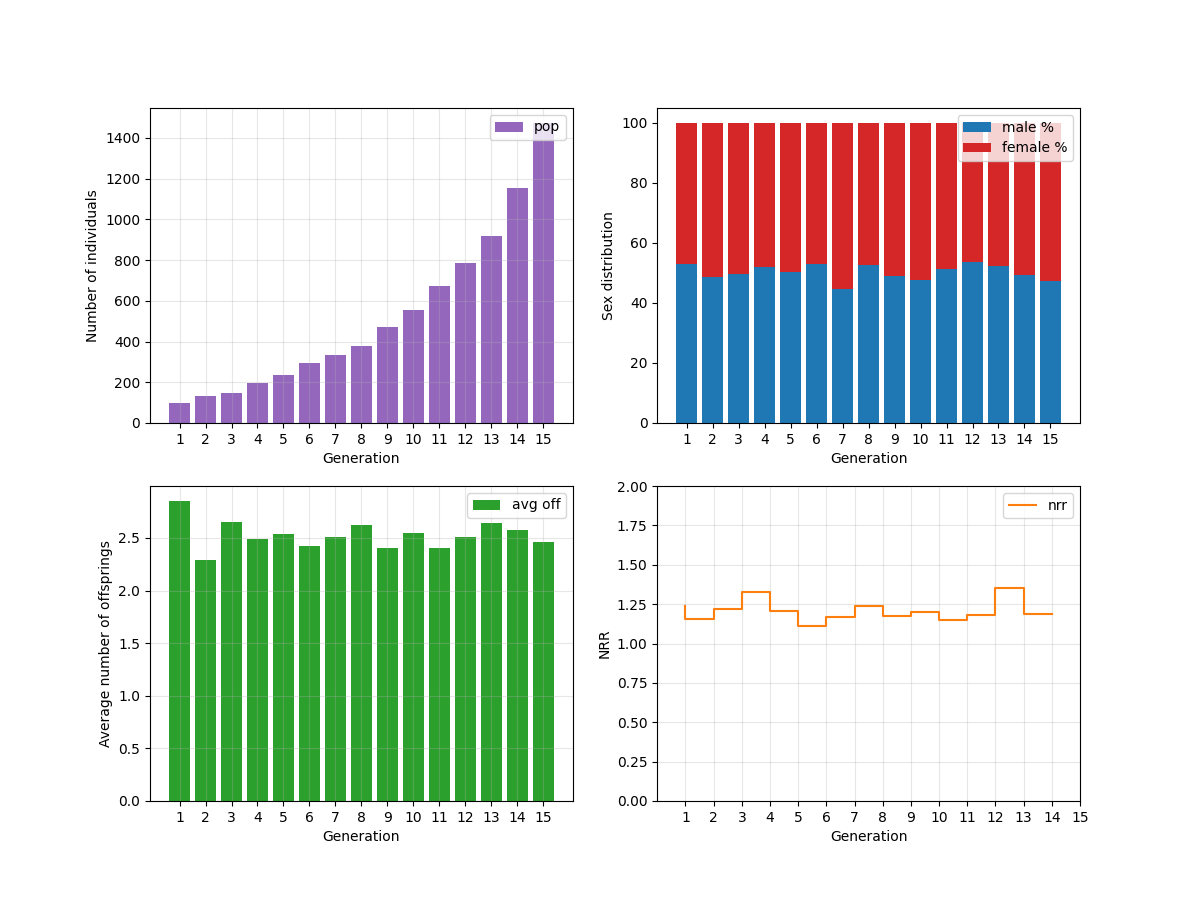 pop
1400
1200
1000
800
600
400
200
0
Number of individuals
1 2 3 4 5 6 7 8 9 10 11 12 13 14 15
Generation
male %
female %
100
80
60
40
20
0
Sex distribution
1 2 3 4 5 6 7 8 9 10 11 12 13 14 15
Generation
avg off
2.5
2.0
1.5
1.0
0.5
0.0
Average number of offsprings
1 2 3 4 5 6 7 8 9 10 11 12 13 14 15
Generation
nrr
2.00
1.75
1.50
1.25
1.00
0.75
0.50
0.25
0.00
NRR
1 2 3 4 5 6 7 8 9 10 11 12 13 14 15
Generation